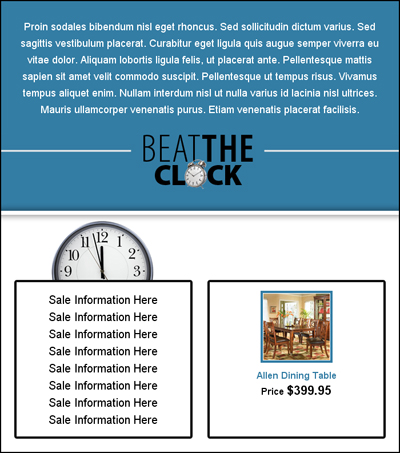 Proin sodales bibendum nisl eget rhoncus. Sed sollicitudin dictum varius. Sed
sagittis vestibulum placerat. Curabitur eget ligula quis augue semper viverra eu
vitae dolor. Aliquam lobortis ligula felis, ut placerat ante. Pellentesque mattis
sapien sit amet velit commodo suscipit. Pellentesque ut tempus risus. Vivamus
tempus aliquet enim. Nullam interdum nisl ut nulla varius id lacinia nisl ultrices.
Mauris ullamcorper venenatis purus. Etiam venenatis placerat facilisis.
BEAT THE
CLOCK
11 12 1
10 2
9 3
Sale Information Here
Sale Information Here
Sale Information Here
Sale Information Here
Sale Information Here
Sale Information Here
Sale Information Here
Sale Information Here
Allen Dining Table
Price $399.95